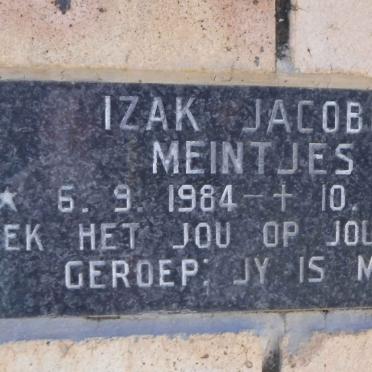 IZAK JACOB
MEINTJES
* 6. 9. 1984 - + 10.
EK HET JOU OP JOU
GEROEP; JY IS M